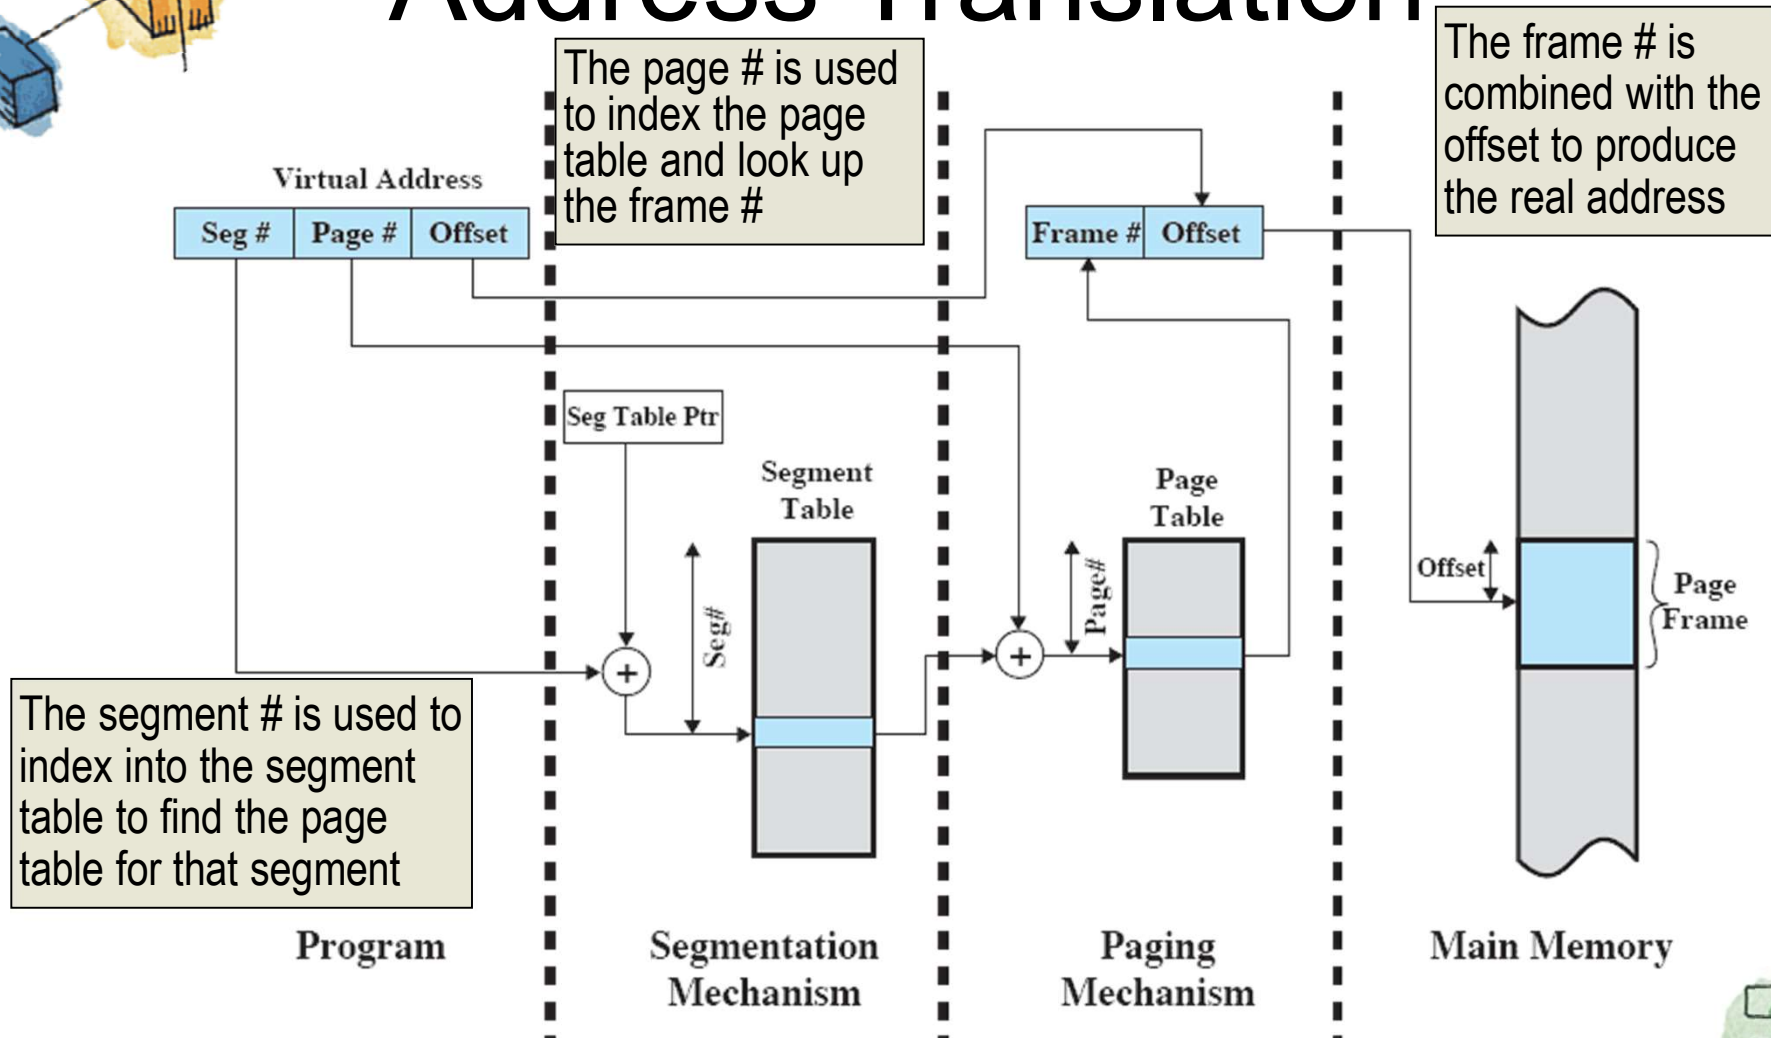 Address Translation
The page # is used
to index the page
table and look up
the frame #
The frame # is
combined with the
offset to produce
the real address
Virtual Address
Seg # Page # Offset
Frame # Offset
Seg Table Ptr
Segment
Table
Page
Table
Seg#
Page#
Offset
Page
Frame
+
+
The segment # is used to
index into the segment
table to find the page
table for that segment
Program
Segmentation
Mechanism
Paging
Mechanism
Main Memory